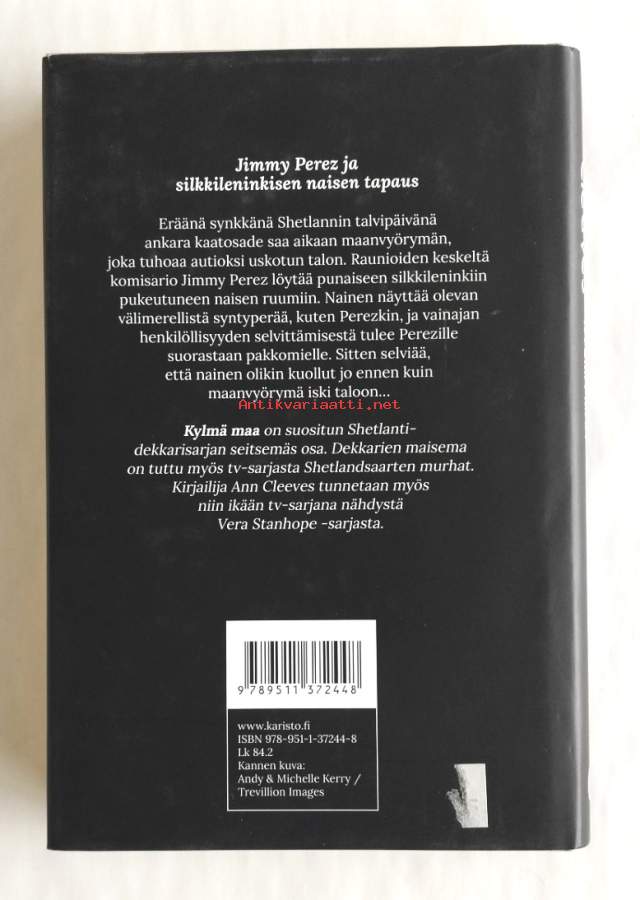 Jimmy Perez ja
silkkileninkisen naisen tapaus
Eräänä synkkänä Shetlannin talvipäivänä
ankara kaatosade saa aikaan maanvyörymän,
joka tuhoaa autioksi uskotun talon. Raunioiden keskeltä
komisario Jimmy Perez löytää punaiseen silkkileninkiin
pukeutuneen naisen ruumiin. Nainen näyttää olevan
välimerellistä syntyperää, kuten Perezkin, ja vainajan
henkilöllisyyden selvittämisestä tulee Perezille
suorastaan pakkomielle. Sitten selviää,
että nainen olikin kuollut jo ennen kuin
maanvyörymä iski taloon...
Antikvariaatti.net
Kylmä maa on suositun Shetlanti-
dekkarisarjan seitsemäs osa. Dekkarien maisema
on tuttu myös tv-sarjasta Shetlandsaarten murhat.
Kirjailija Ann Cleeves tunnetaan myös
niin ikään tv-sarjana nähdystä
Vera Stanhope -sarjasta.
9 789511 372448
www.karisto.fi
ISBN 978-951-1-37244-8
Lk 84.2
Kannen kuva:
Andy & Michelle Kerry /
Trevillion Images